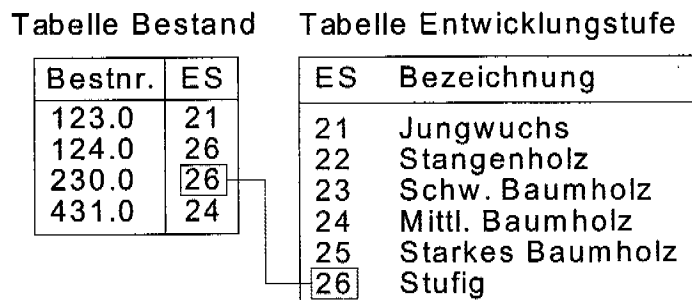 Tabelle Bestand
Bestnr. ES
123.0 21
124.0 26
230.0 26
431.0 24
Tabelle Entwicklungstufe
ES Bezeichnung
21 Jungwuchs
22 Stangenholz
23 Schw. Baumholz
24 Mittl. Baumholz
25 Starkes Baumholz
26 Stufig